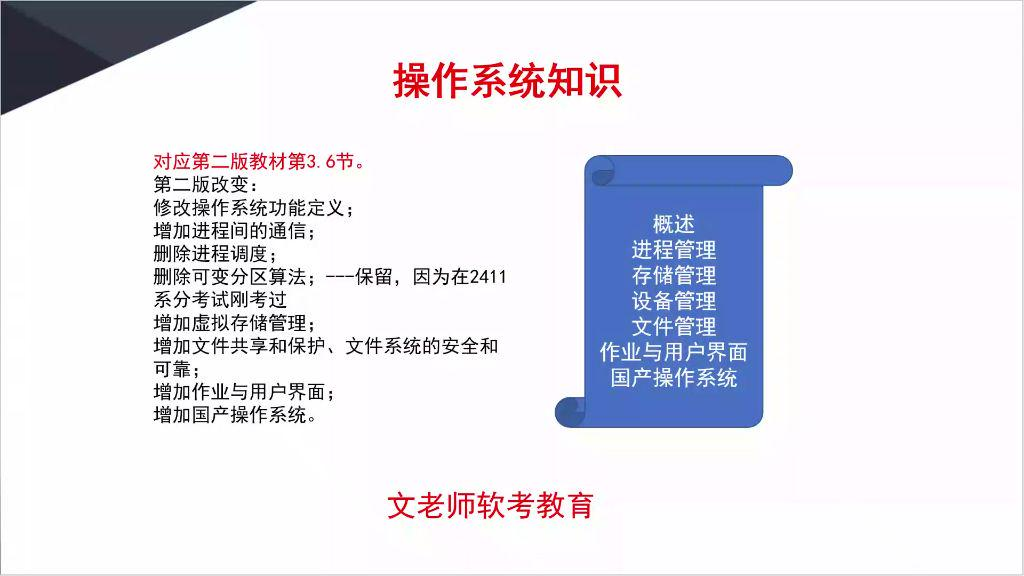 操作系统知识
对应第二版教材第3.6节。
第二版改变：
修改操作系统功能定义；
增加进程间的通信；
删除进程调度；
删除可变分区算法；---保留，因为在2411
系分考试刚考过
增加虚拟存储管理；
增加文件共享和保护、文件系统的安全和
可靠；
增加作业与用户界面；
增加国产操作系统。
概述
进程管理
存储管理
设备管理
文件管理
作业与用户界面
国产操作系统
文老师软考教育